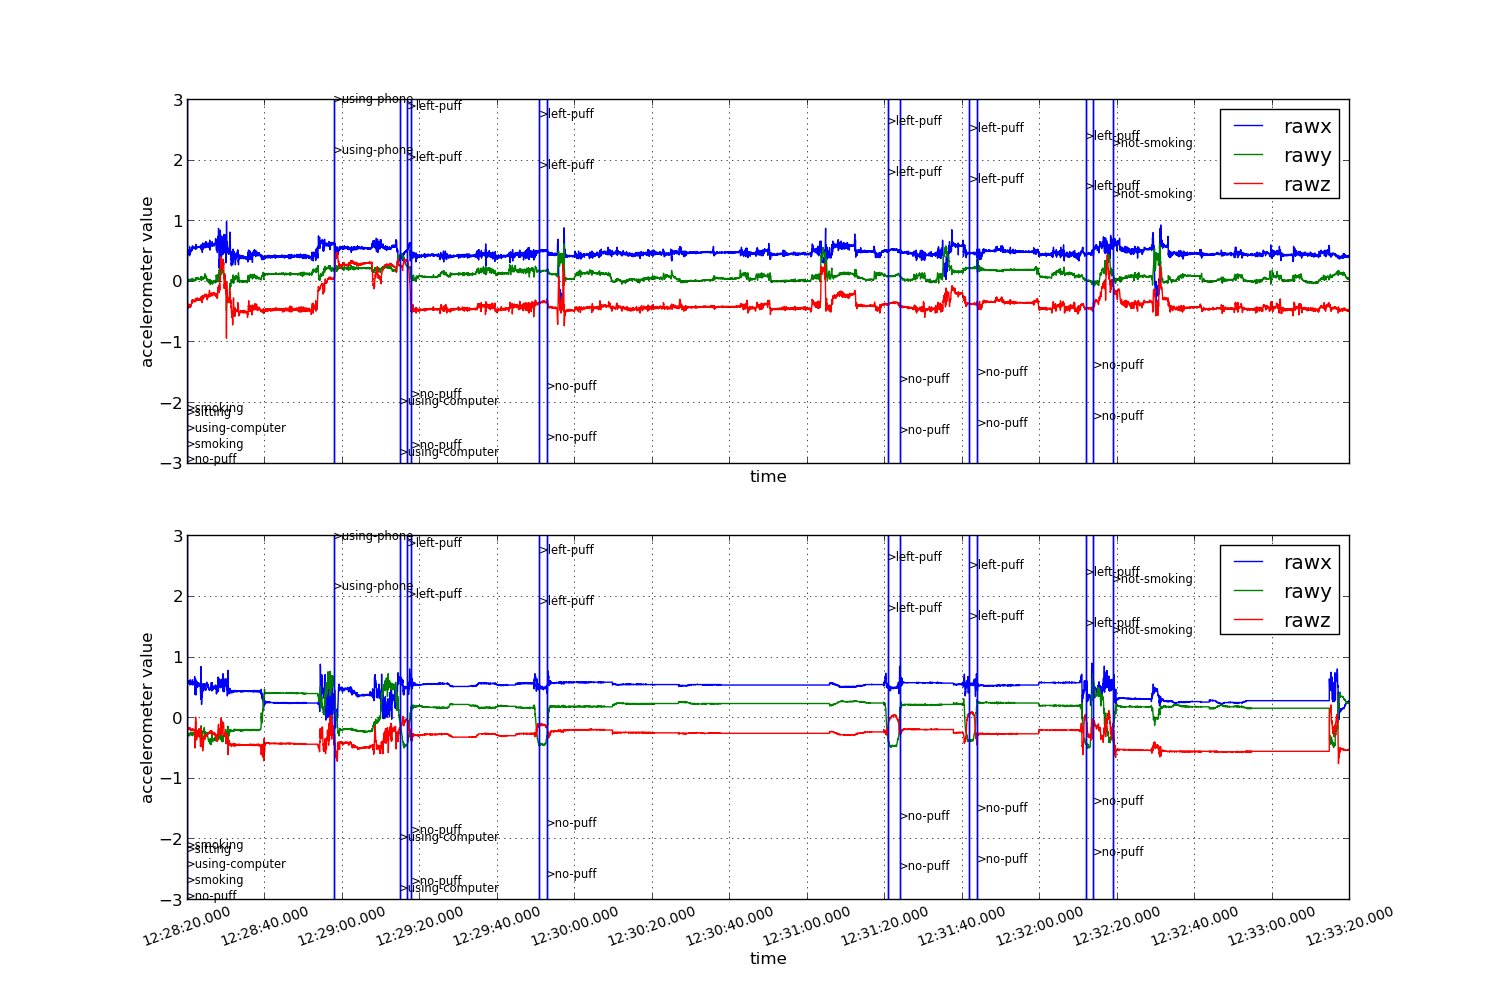 3
2
1
0
−1
−2
−3
accelerometer value
>using-phone
>left-puff
>left-puff
>left-puff
>left-puff
>left-puff
>not-smoking
>using-phone
>left-puff
>left-puff
>left-puff
>left-puff
>left-puff
>not-smoking
rawx
rawy
rawz
>no-puff
>no-puff
>no-puff
>no-puff
>no-puff
>using-computer
>smoking
>sitting
>using-computer
>smoking
>no-puff
>no-puff
>using-computer
>no-puff
>no-puff
>no-puff
>no-puff
time
3
2
1
0
−1
−2
−3
accelerometer value
>using-phone
>left-puff
>left-puff
>left-puff
>left-puff
>left-puff
>not-smoking
>using-phone
>left-puff
>left-puff
>left-puff
>left-puff
>left-puff
>not-smoking
rawx
rawy
rawz
>no-puff
>no-puff
>no-puff
>no-puff
>no-puff
>using-computer
>smoking
>sitting
>using-computer
>smoking
>no-puff
>no-puff
>using-computer
>no-puff
>no-puff
>no-puff
>no-puff
12:28:20.000
12:28:40.000
12:29:00.000
12:29:20.000
12:29:40.000
12:30:00.000
12:30:20.000
12:30:40.000
12:31:00.000
12:31:20.000
12:31:40.000
12:32:00.000
12:32:20.000
12:32:40.000
12:33:00.000
12:33:20.000
time